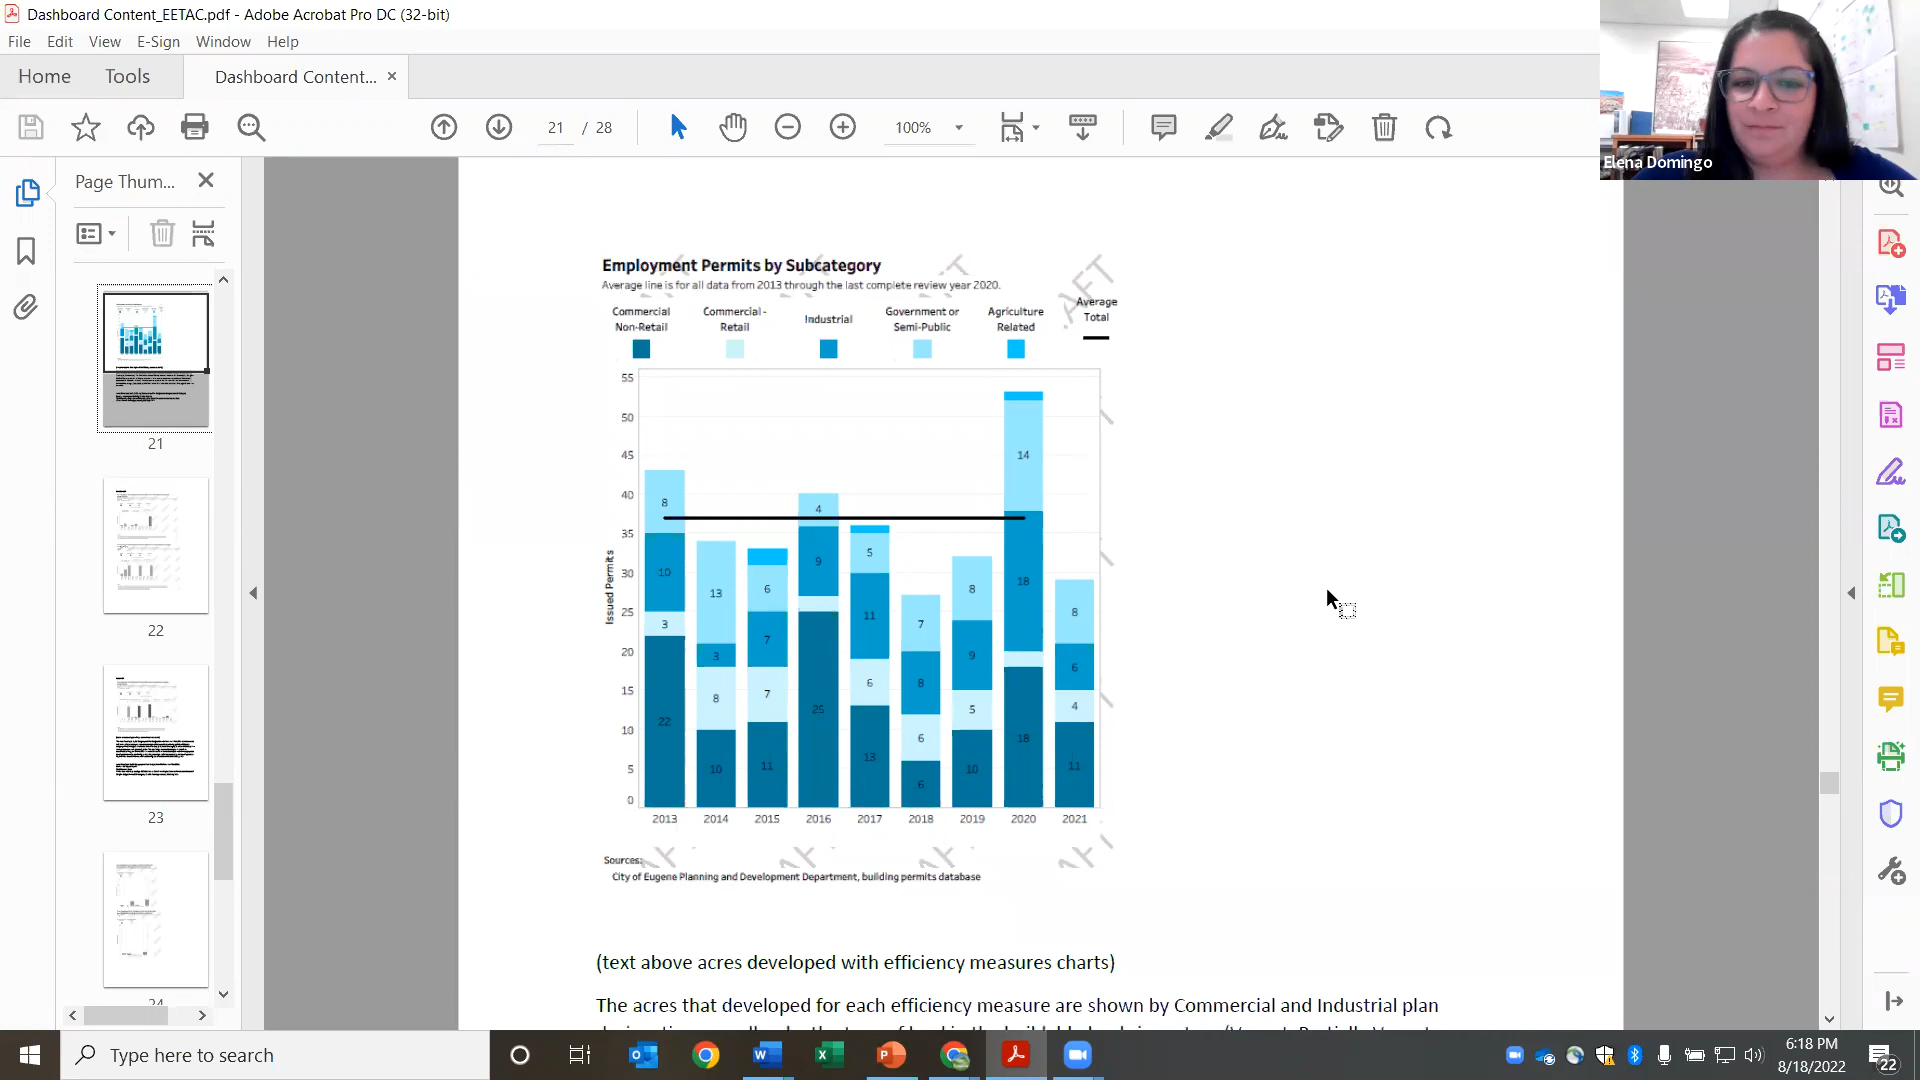 Dashboard Content_EETAC.pdf - Adobe Acrobat Pro DC (32-bit)
File Edit View E-Sign Window Help
Home Tools Dashboard Content... ×
21 / 28 100%
Elena Domingo
Page Thum...
21
22
23
24
Employment Permits by Subcategory
Average line is for all data from 2013 through the last complete review year 2020.
Commercial Non-Retail
Commercial - Retail
Industrial
Government or Semi-Public
Agriculture Related
Average Total
AFT
Issued Permits
55
50
45
40
35
30
25
20
15
10
5
0
8 10 3 22
13 3 8 10
6 7 7 11
4 9 25
5 11 6 13
7 8 6 6
8 9 5 10
14 18 18
8 6 4 11
2013 2014 2015 2016 2017 2018 2019 2020 2021
AFT AFT AFT AFT
Sources:
City of Eugene Planning and Development Department, building permits database
(text above acres developed with efficiency measures charts)
The acres that developed for each efficiency measure are shown by Commercial and Industrial plan
Type here to search
6:18 PM
8/18/2022
22